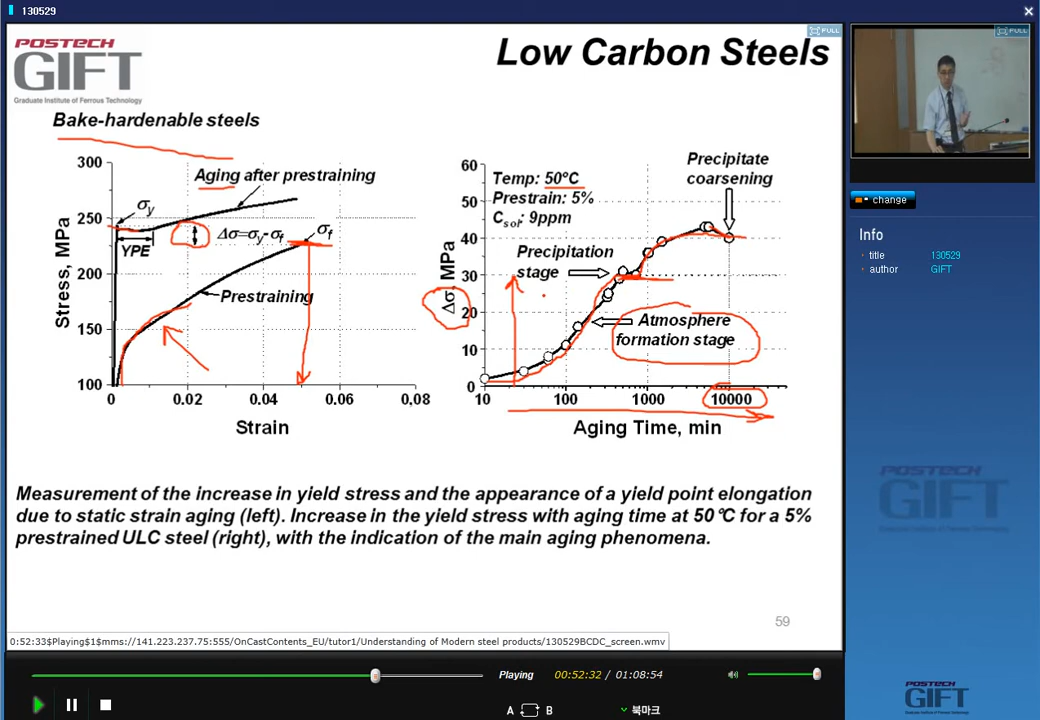 130529
POSTECH
GIFT
Graduate Institute of Ferrous Technology
FULL
Low Carbon Steels
Bake-hardenable steels
300
250
200
150
100
Stress, MPa
Aging after prestraining
σy
YPE
Δσ=σy-σf
σf
Prestraining
0
0.02
0.04
0.06
0.08
Strain
60
50
40
30
20
10
0
Δσ, MPa
Temp: 50°C
Prestrain: 5%
Csol: 9ppm
Precipitate
coarsening
Precipitation
stage
Atmosphere
formation stage
10
100
1000
10000
Aging Time, min
Measurement of the increase in yield stress and the appearance of a yield point elongation
due to static strain aging (left). Increase in the yield stress with aging time at 50°C for a 5%
prestrained ULC steel (right), with the indication of the main aging phenomena.
59
0:52:33$Playing$1$mms://141.223.237.75:555/OnCastContents_EU/tutor1/Understanding of Modern steel products/130529BCDC_screen.wmv
Playing
00:52:32 / 01:08:54
A B
북마크
FULL
change
Info
title 130529
author GIFT
POSTECH
GIFT
POSTECH
GIFT